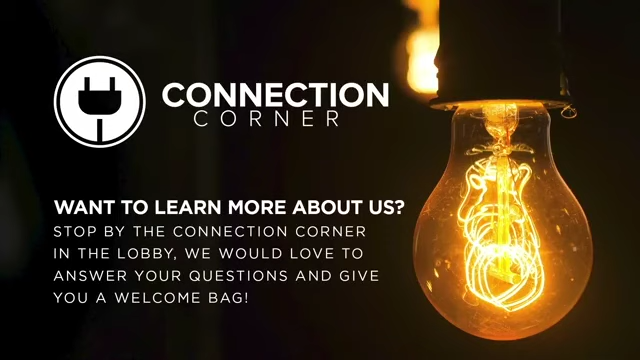 CONNECTION
CORNER
WANT TO LEARN MORE ABOUT US?
STOP BY THE CONNECTION CORNER
IN THE LOBBY, WE WOULD LOVE TO
ANSWER YOUR QUESTIONS AND GIVE
YOU A WELCOME BAG!